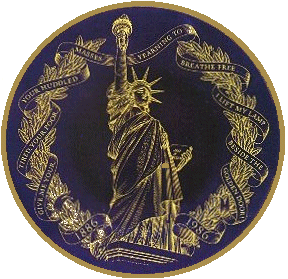 GIVE ME YOUR
TIRED, YOUR POOR
YOUR HUDDLED
MASSES
YEARNING TO
BREATHE FREE
I LIFT MY LAMP
BESIDE THE
GOLDEN DOOR!
1886
1986